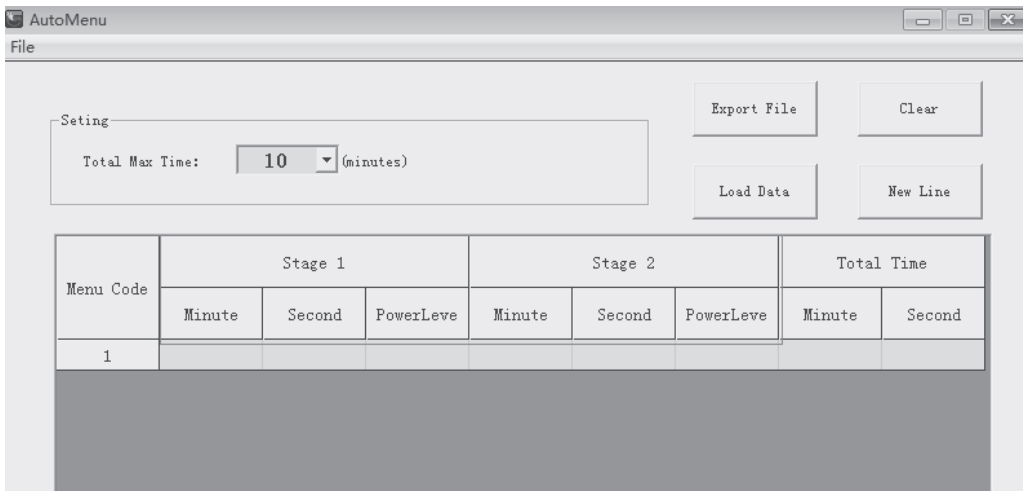 AutoMenu
File
Seting
Total Max Time: 10 (minutes)
Export File Clear
Load Data New Line
Menu Code Stage 1 Stage 2 Total Time
Minute Second PowerLeve Minute Second PowerLeve Minute Second
1